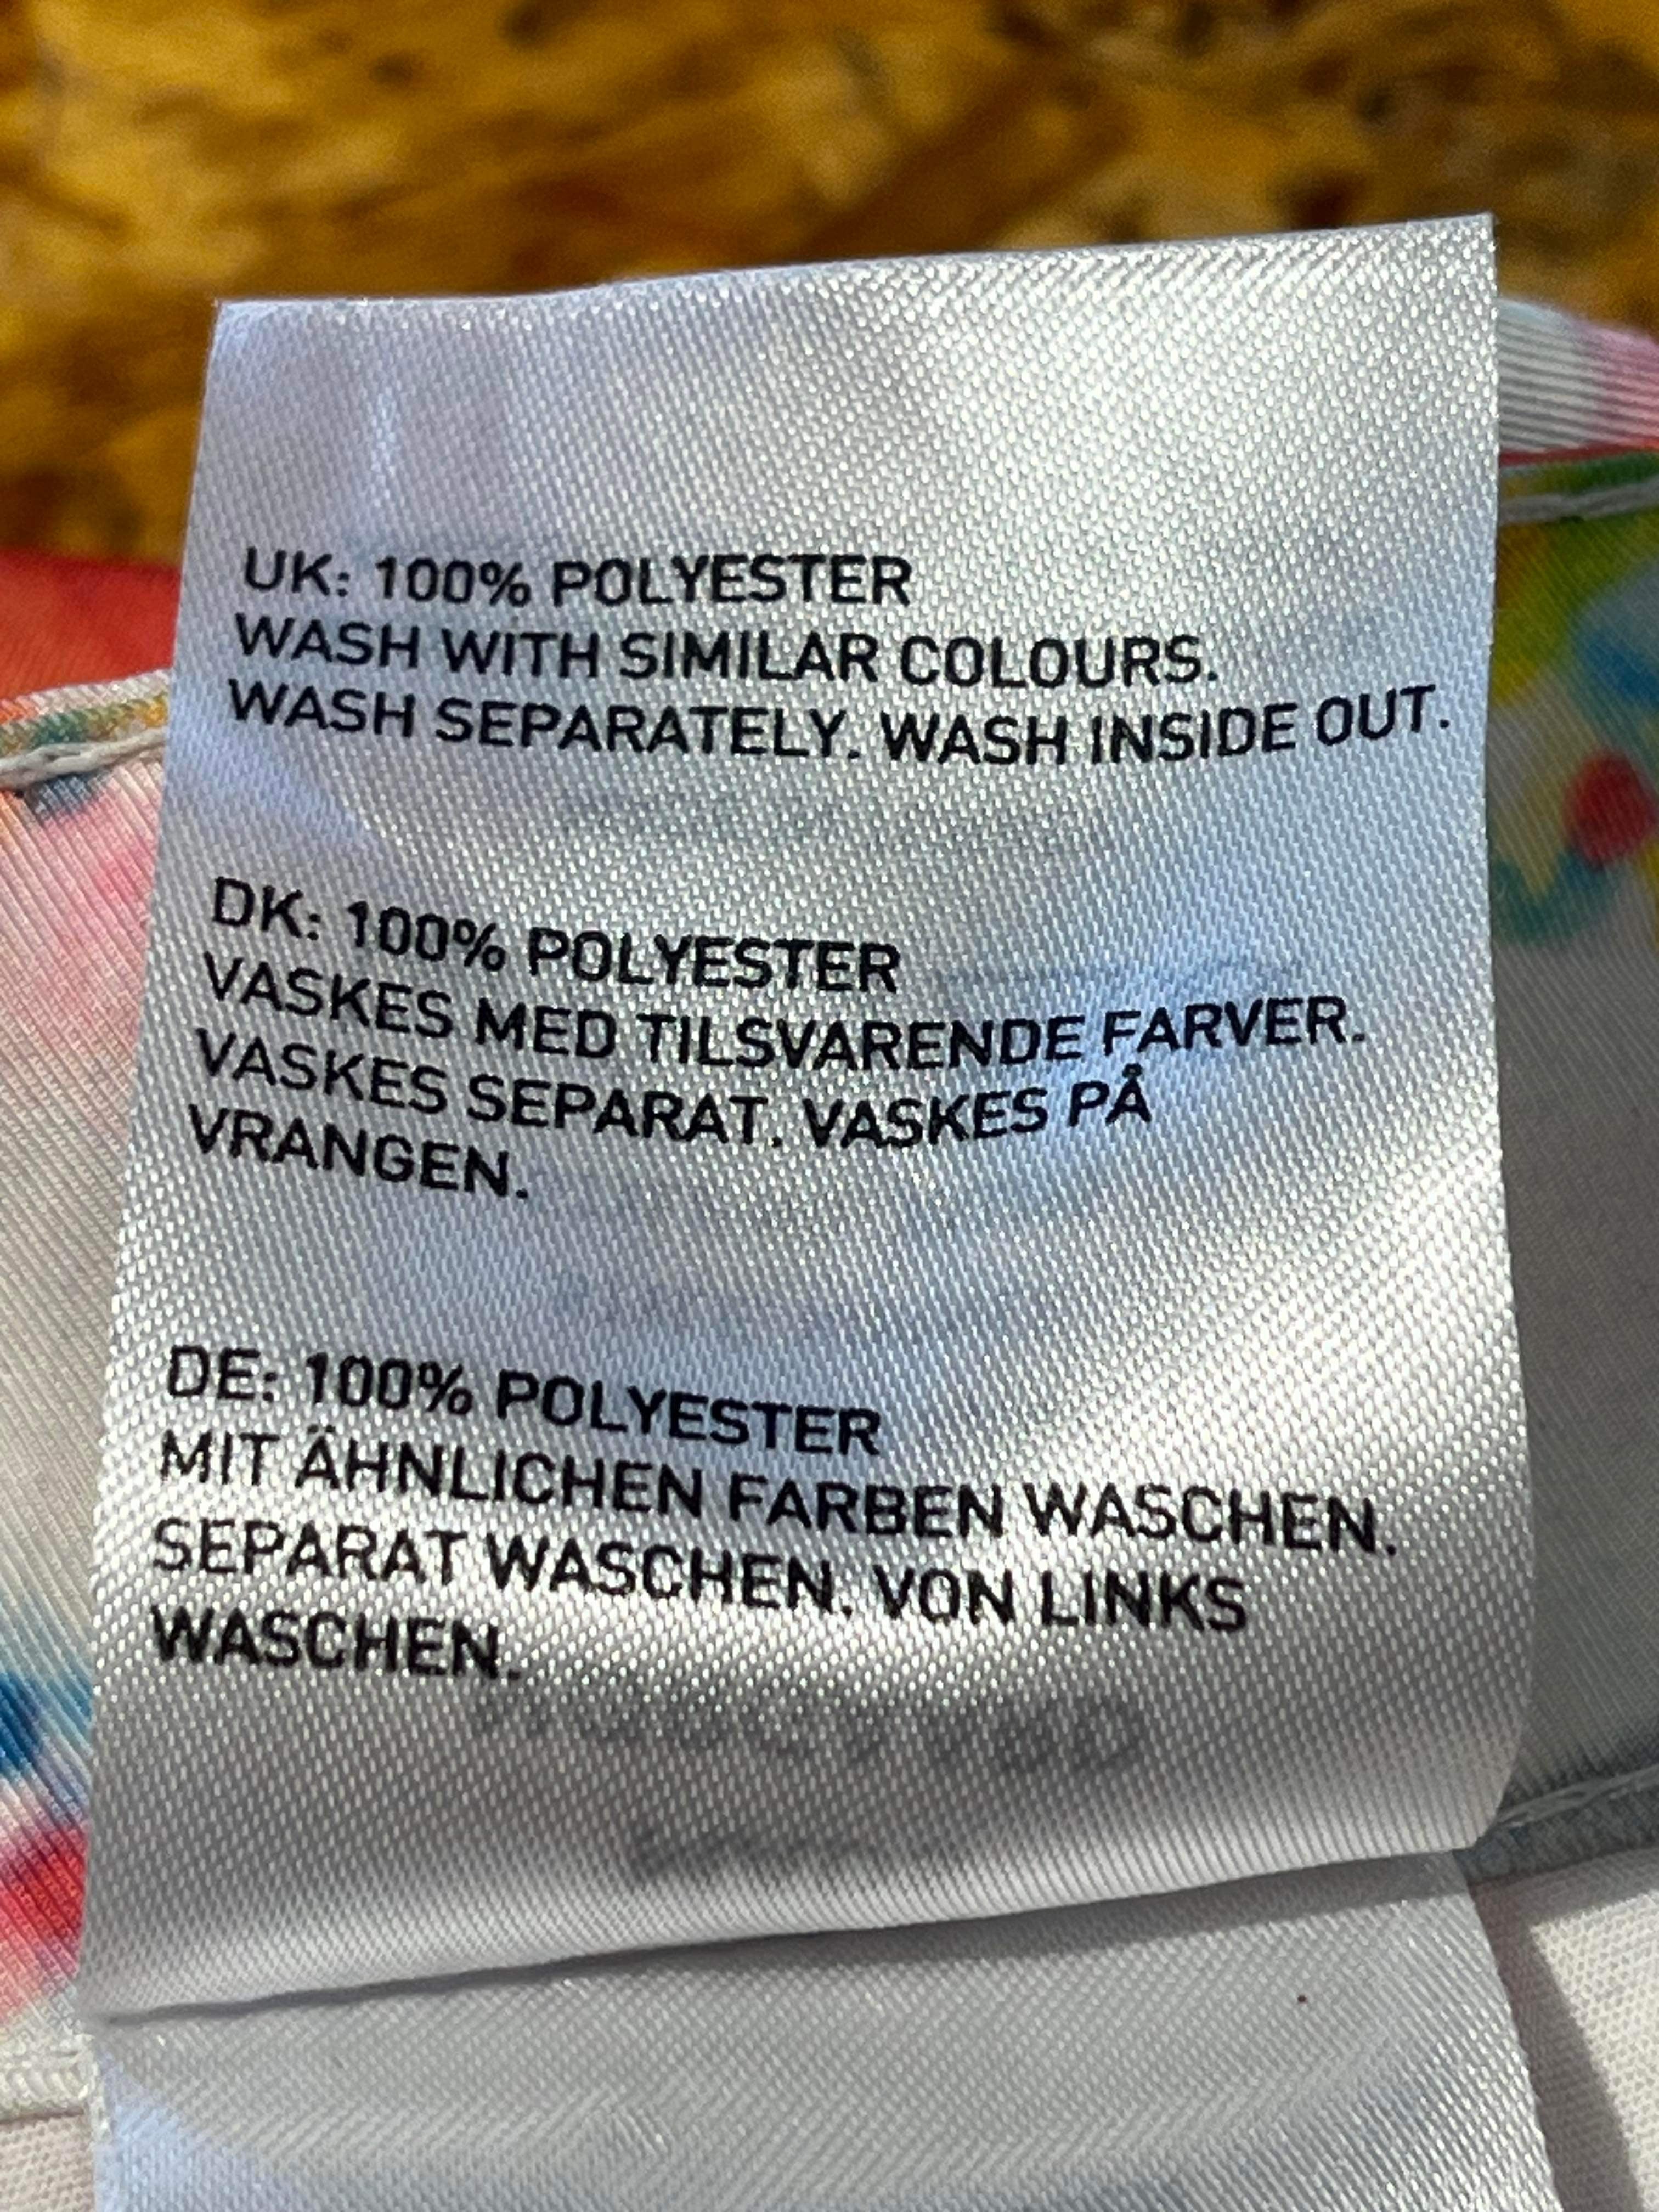 UK: 100% POLYESTER
WASH WITH SIMILAR COLOURS.
WASH SEPARATELY. WASH INSIDE OUT.
DK: 100% POLYESTER
VASKES MED TILSVARENDE FARVER.
VASKES SEPARAT. VASKES PÅ
VRANGEN.
DE: 100% POLYESTER
MIT ÄHNLICHEN FARBEN WASCHEN.
SEPARAT WASCHEN. VON LINKS
WASCHEN.